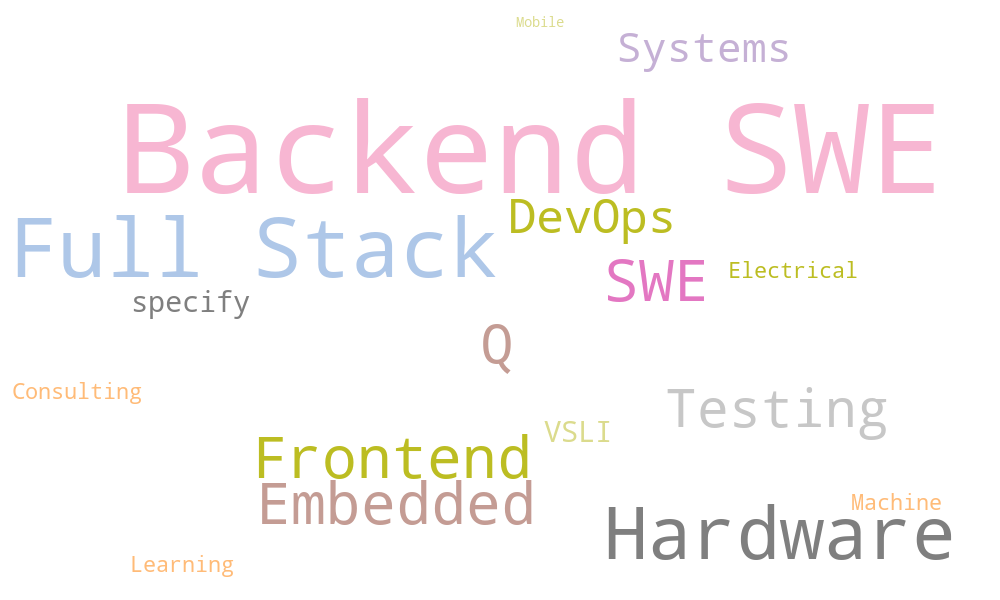 Mobile
Systems
Backend SWE
DevOps
Full Stack
SWE
Electrical
specify
Q
Consulting
Testing
VSLI
Frontend
Embedded
Machine
Hardware
Learning